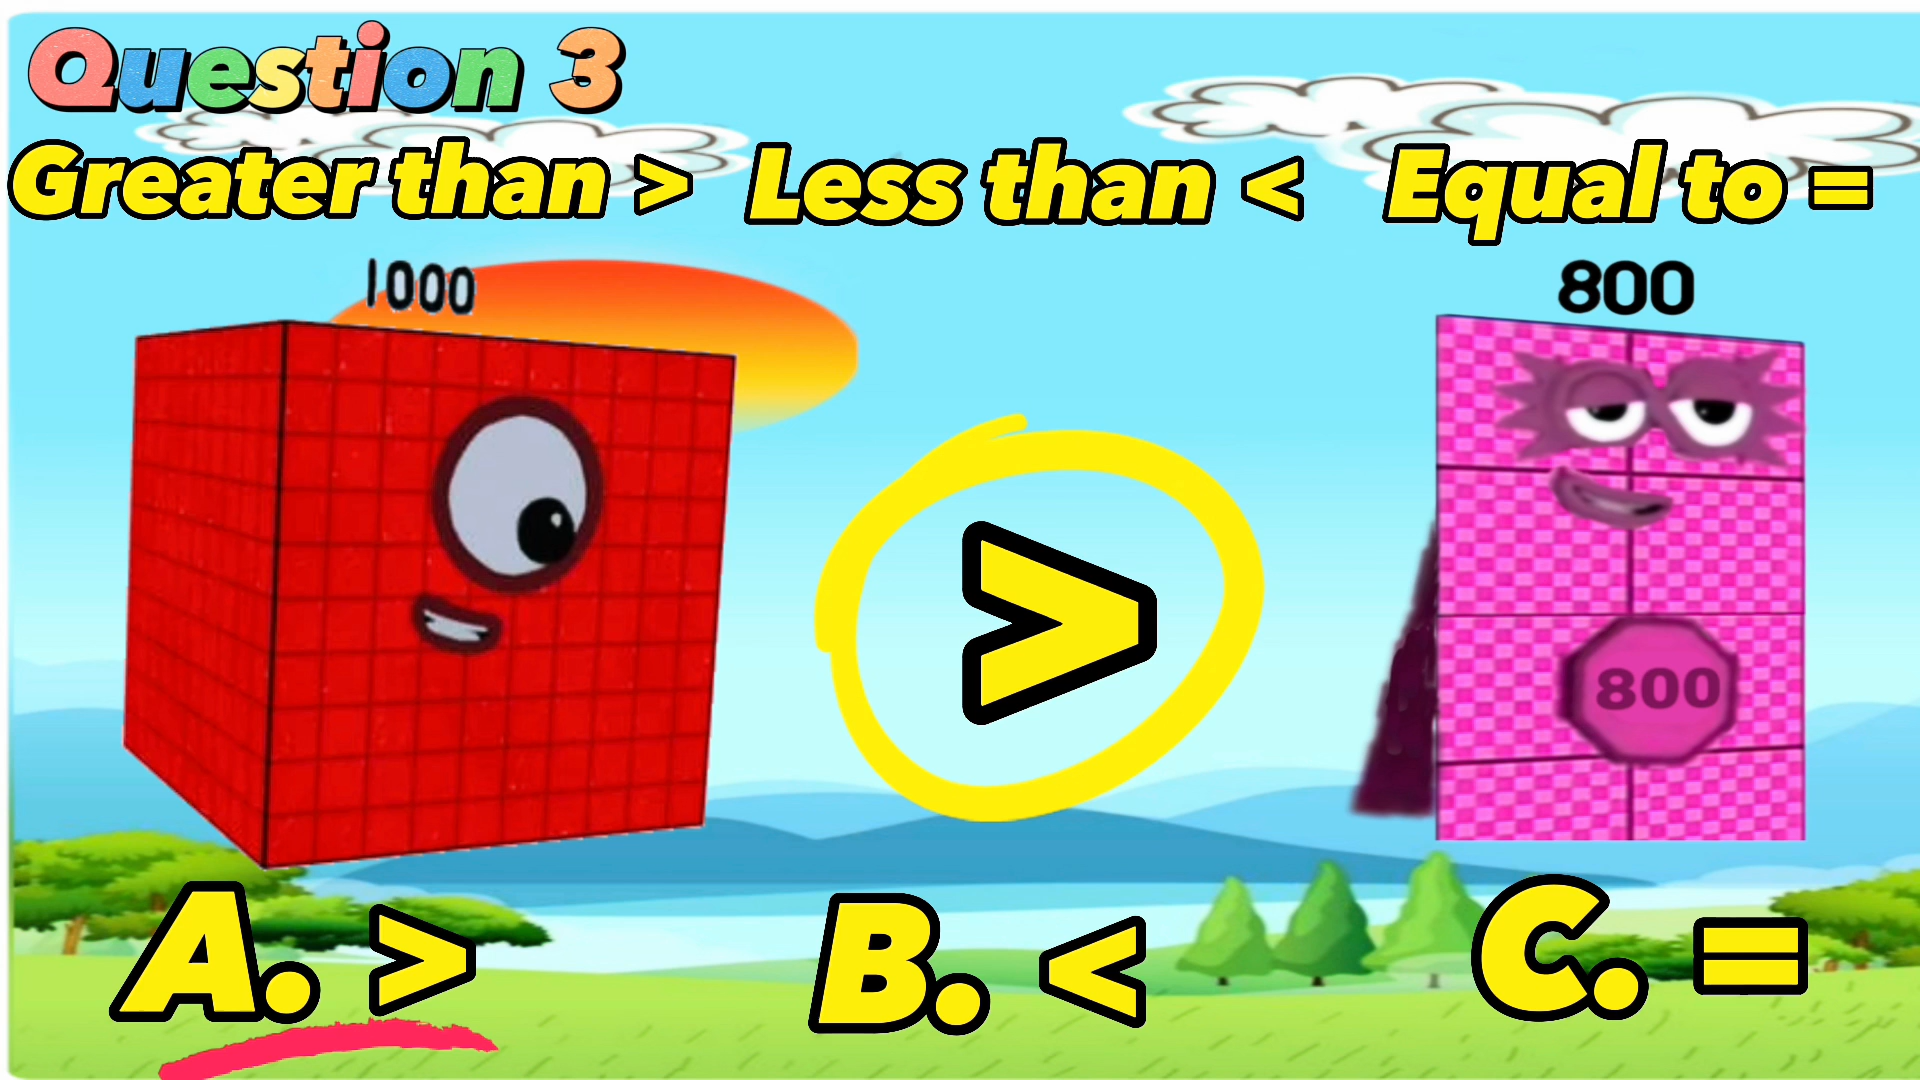 Question 3
Greater than > Less than < Equal to =
1000
800
>
800
A. > B. < C. =